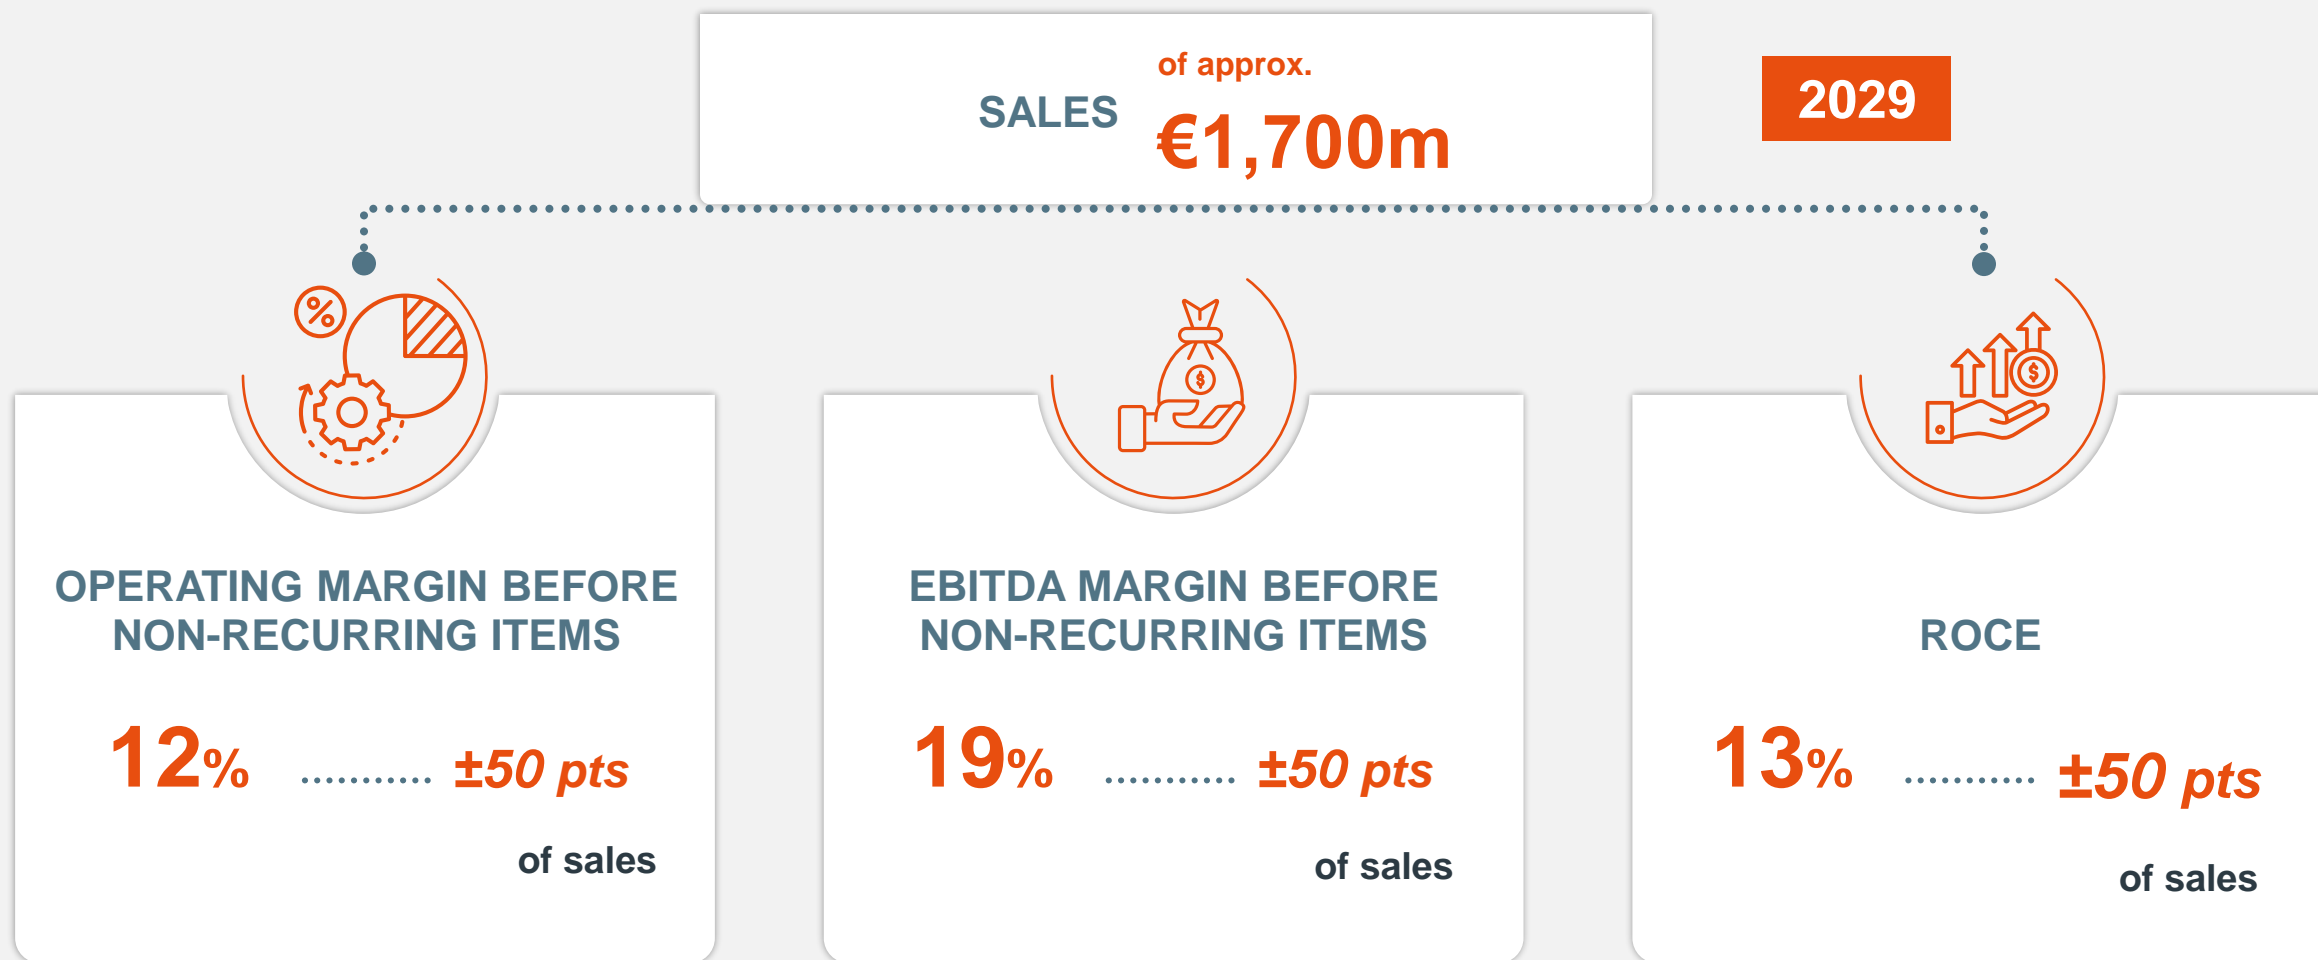 of approx.
SALES
€1,700m
2029
%
OPERATING MARGIN BEFORE
NON-RECURRING ITEMS
12%
±50 pts
of sales
$
EBITDA MARGIN BEFORE
NON-RECURRING ITEMS
19%
±50 pts
of sales
$
ROCE
13%
±50 pts
of sales